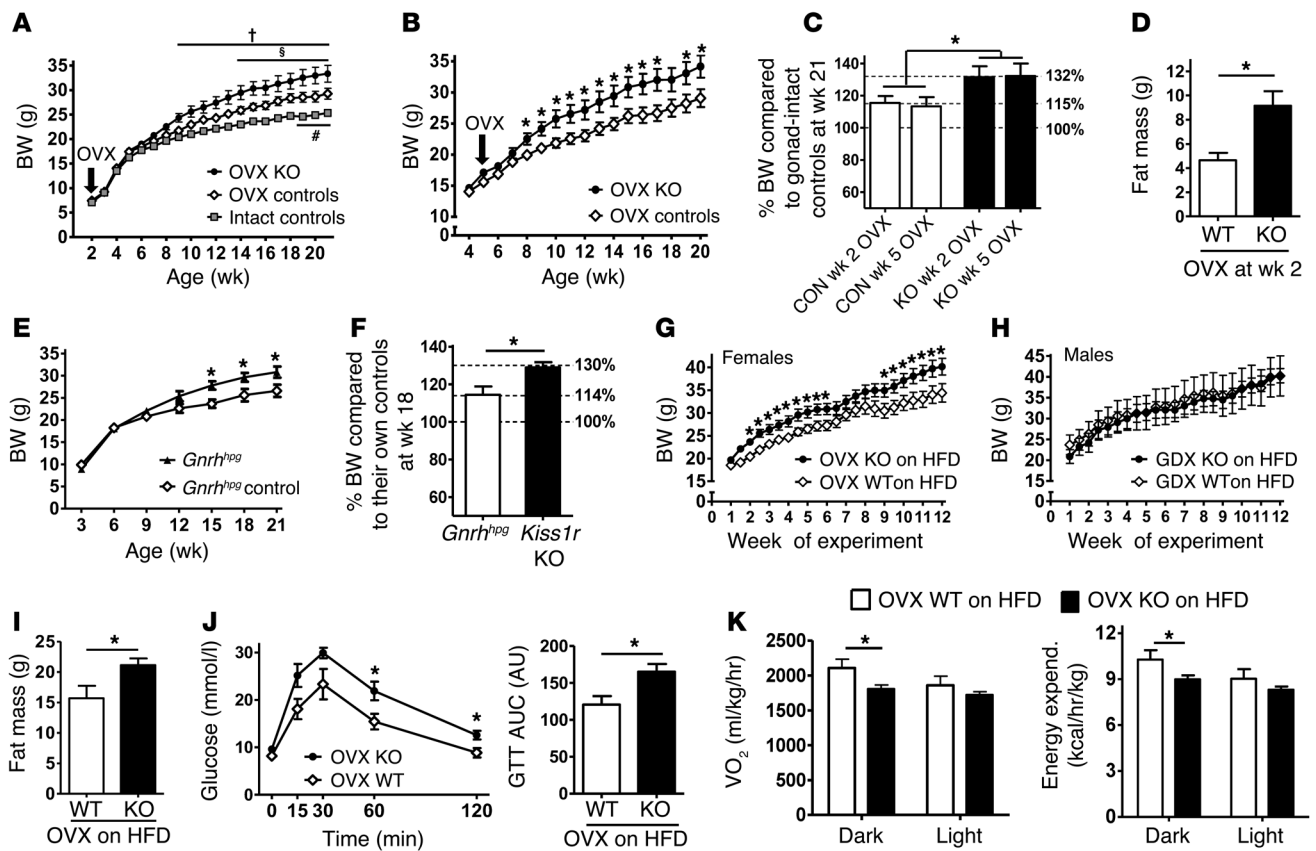 A
†
§
35
30
25
20
15
10
5
0
BW (g)
OVX
#
OVX KO
OVX controls
Intact controls
2 4 6 8 10 12 14 16 18 20
Age (wk)
B
35
30
25
20
15
10
0
BW (g)
OVX
* * * * * * * * * * * *
OVX KO
OVX controls
4 6 8 10 12 14 16 18 20
Age (wk)
C
% BW compared
to gonad-intact
controls at wk 21
*
140
120
100
80
60
132%
115%
100%
CON wk 2 OVX
CON wk 5 OVX
KO wk 2 OVX
KO wk 5 OVX
D
Fat mass (g)
*
12
10
8
6
4
2
0
WT KO
OVX at wk 2
E
BW (g)
35
30
25
20
15
10
5
0
* * *
Gnrhhpg
Gnrhhpg control
3 6 9 12 15 18 21
Age (wk)
F
% BW compared
to their own controls
at wk 18
*
140
120
100
80
60
130%
114%
100%
Gnrhhpg Kiss1r
KO
G
Females
BW (g)
40
35
30
25
20
15
0
* * * * * * * * * * * * * * * *
OVX KO on HFD
OVX WTon HFD
0 1 2 3 4 5 6 7 8 9 10 11 12
Week of experiment
H
Males
BW (g)
45
40
35
30
25
20
15
0
GDX KO on HFD
GDX WTon HFD
0 1 2 3 4 5 6 7 8 9 10 11 12
Week of experiment
OVX WT on HFD OVX KO on HFD
I
Fat mass (g)
*
25
20
15
10
5
0
WT KO
OVX on HFD
J
Glucose (mmol/l)
30
20
10
0
* *
OVX KO
OVX WT
0 15 30 60 120
Time (min)
GTT AUC (AU)
*
200
150
100
50
0
WT KO
OVX on HFD
K
VO2 (ml/kg/hr)
*
2500
2000
1500
1000
500
0
Dark Light
Energy expend.
(kcal/hr/kg)
*
12
9
6
3
0
Dark Light